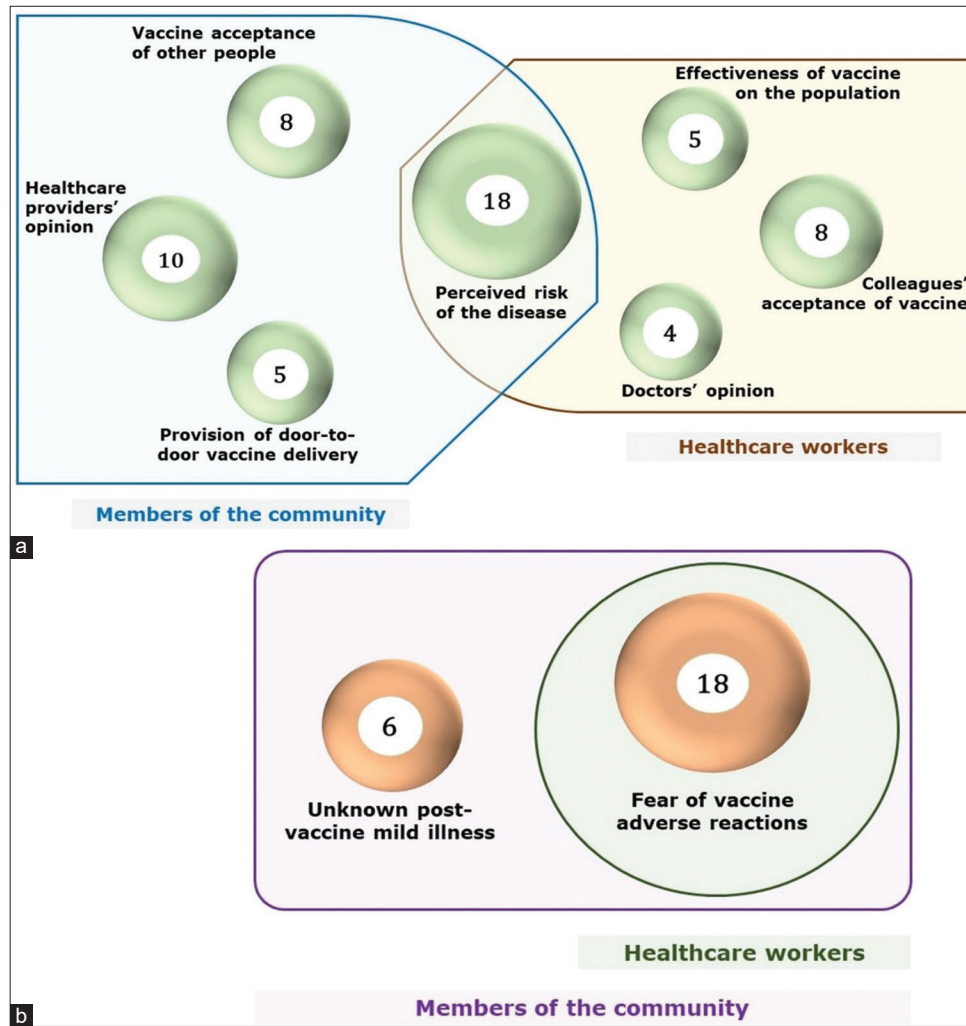 Vaccine acceptance
of other people
8
Healthcare
providers’
opinion
10
5
Provision of door-to-
door vaccine delivery
18
Perceived risk
of the disease
Effectiveness of vaccine
on the population
5
8
Colleagues’
acceptance of vaccine
4
Doctors’ opinion
Healthcare workers
Members of the community
a
6
Unknown post-
vaccine mild illness
18
Fear of vaccine
adverse reactions
Healthcare workers
Members of the community
b